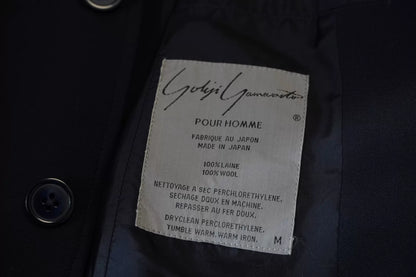 Yohji Yamamoto
®
POUR HOMME
FABRIQUE AU JAPON
MADE IN JAPAN
100% LAINE
100% WOOL
NETTOYAGE A SEC PERCHLORETHYLENE.
SECHAGE DOUX EN MACHINE.
REPASSER AU FER DOUX.
DRYCLEAN PERCLORETHYLENE.
TUMBLE WARM. WARM IRON.
M